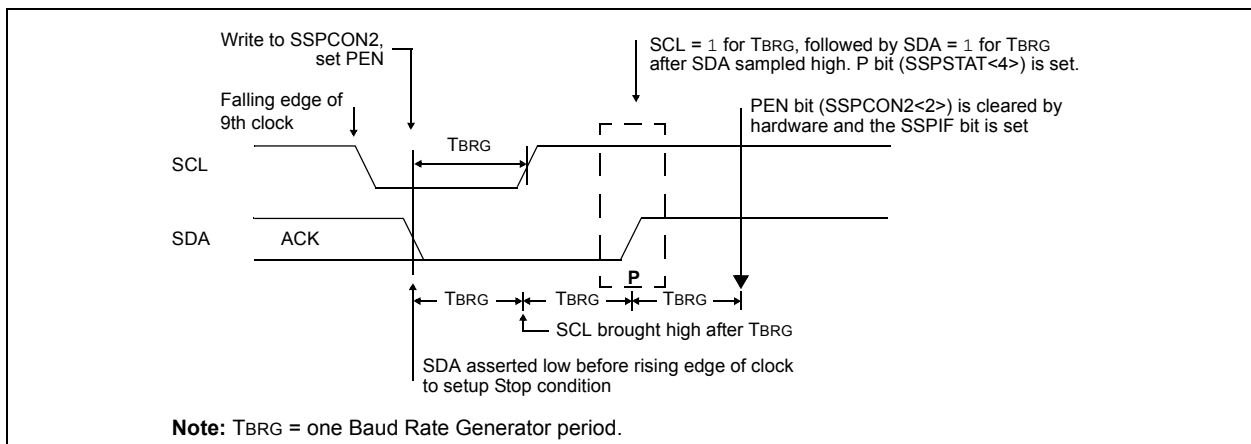 Write to SSPCON2,
set PEN
SCL = 1 for TBRG, followed by SDA = 1 for TBRG
after SDA sampled high. P bit (SSPSTAT<4>) is set.
Falling edge of
9th clock
PEN bit (SSPCON2<2>) is cleared by
hardware and the SSPIF bit is set
TBRG
SCL
SDA
ACK
P
TBRG
TBRG
TBRG
SCL brought high after TBRG
SDA asserted low before rising edge of clock
to setup Stop condition
Note: TBRG = one Baud Rate Generator period.